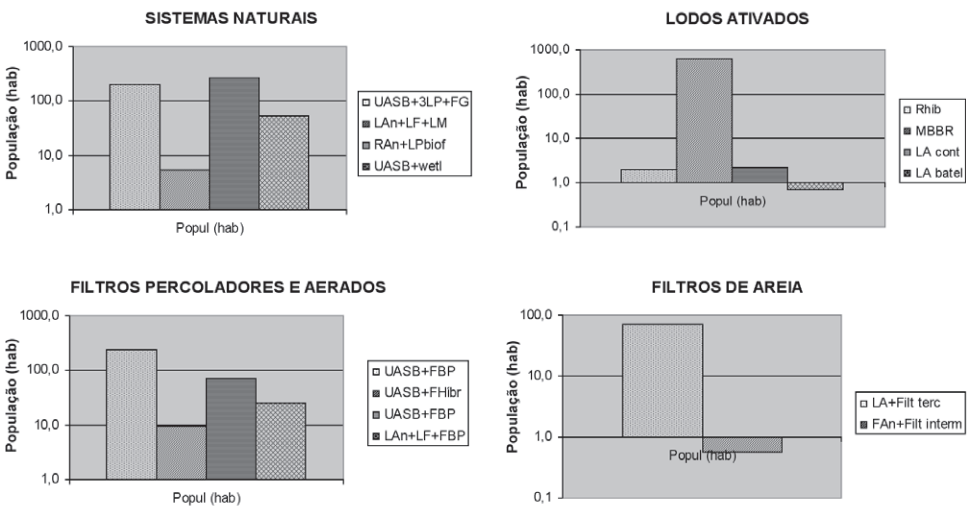 SISTEMAS NATURAIS
População (hab)
1000,0
100,0
10,0
1,0
Popul (hab)
UASB+3LP+FG
LAn+LF+LM
RAn+LPbiof
UASB+wetl
LODOS ATIVADOS
População (hab)
1000,0
100,0
10,0
1,0
0,1
Popul (hab)
Rhib
MBBR
LA cont
LA batel
FILTROS PERCOLADORES E AERADOS
População (hab)
1000,0
100,0
10,0
1,0
Popul (hab)
UASB+FBP
UASB+FHibr
UASB+FBP
LAn+LF+FBP
FILTROS DE AREIA
População (hab)
100,0
10,0
1,0
0,1
Popul (hab)
LA+Filt terc
FAn+Filt interm